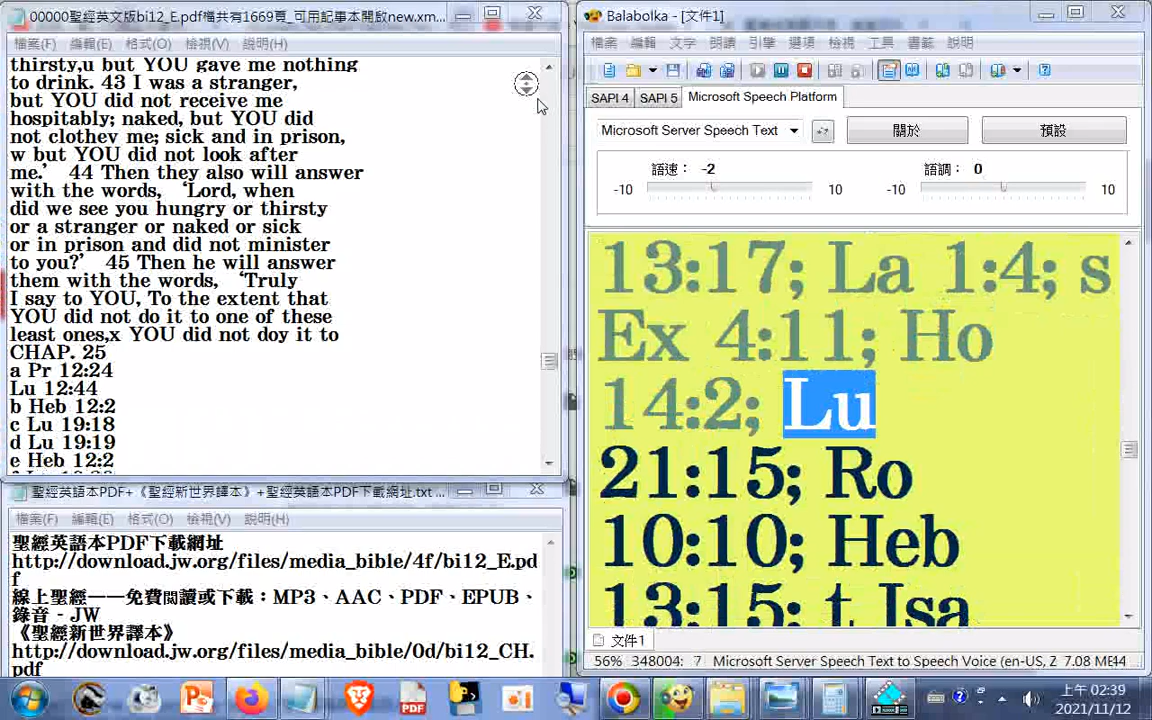 00000聖經英文版bi12_E.pdf檔共有1669頁_可用記事本開啟new.xm...
檔案(F) 編輯(E) 格式(O) 檢視(V) 說明(H)
thirsty,u but YOU gave me nothing
to drink. 43 I was a stranger,
but YOU did not receive me
hospitably; naked, but YOU did
not clothev me; sick and in prison,
w but YOU did not look after
me.’ 44 Then they also will answer
with the words, ‘Lord, when
did we see you hungry or thirsty
or a stranger or naked or sick
or in prison and did not minister
to you?’ 45 Then he will answer
them with the words, ‘Truly
I say to YOU, To the extent that
YOU did not do it to one of these
least ones,x YOU did not doy it to
CHAP. 25
a Pr 12:24
Lu 12:44
b Heb 12:2
c Lu 19:18
d Lu 19:19
e Heb 12:2
聖經英語本PDF+《聖經新世界譯本》+聖經英語本PDF下載網址.txt ...
檔案(F) 編輯(E) 格式(O) 檢視(V) 說明(H)
聖經英語本PDF下載網址
http://download.jw.org/files/media_bible/4f/bi12_E.pd
f
線上聖經——免費閱讀或下載：MP3、AAC、PDF、EPUB、
錄音 - JW
《聖經新世界譯本》
http://download.jw.org/files/media_bible/0d/bi12_CH.
pdf
Balabolka - [文件1]
檔案 編輯 文字 朗讀 引擎 選項 檢視 工具 書籤 說明
SAPI 4 SAPI 5 Microsoft Speech Platform
Microsoft Server Speech Text 關於 預設
語速： -2 語調： 0
-10 10 -10 10
13:17; La 1:4; s
Ex 4:11; Ho
14:2; Lu
21:15; Ro
10:10; Heb
13:15; t Isa
文件1
56% 348004: 7 Microsoft Server Speech Text to Speech Voice (en-US, Z 7.08 ME44
上午 02:39
2021/11/12